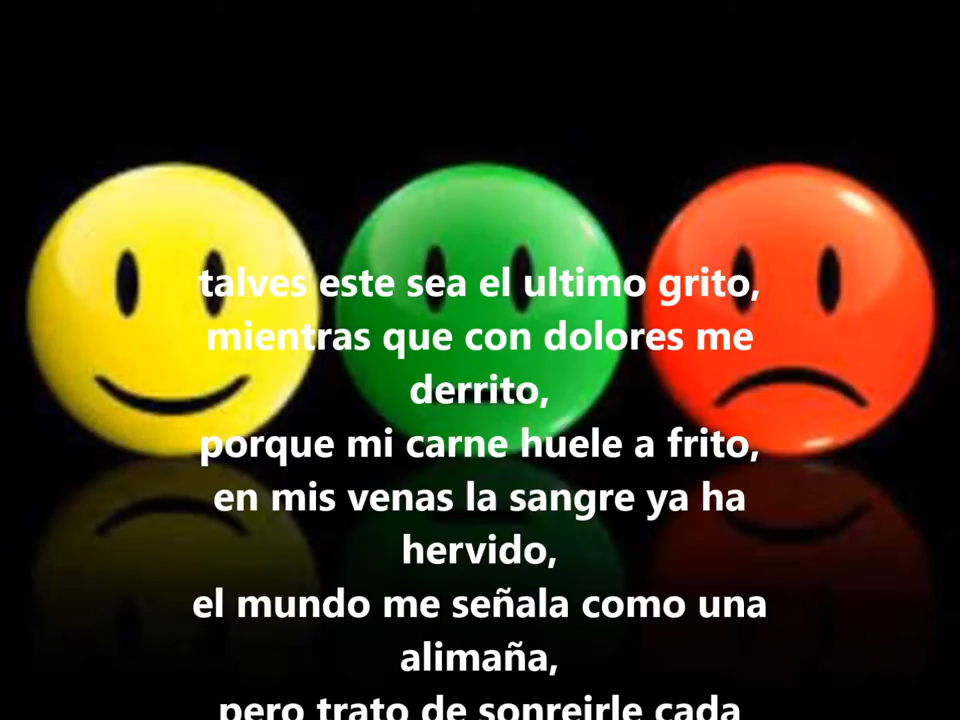 talves este sea el ultimo grito,
mientras que con dolores me
derrito,
porque mi carne huele a frito,
en mis venas la sangre ya ha
hervido,
el mundo me señala como una
alimaña,
pero trato de sonreirle cada